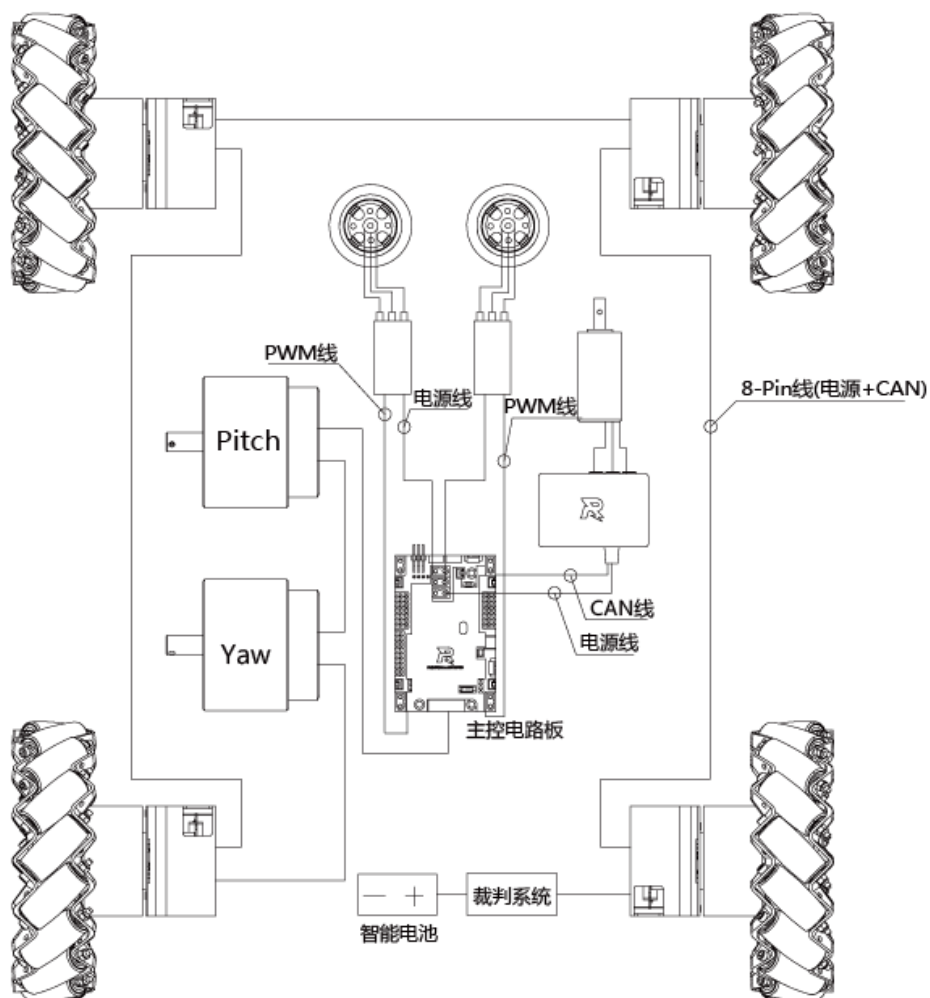 PWM线
电源线
PWM线
8-Pin线(电源+CAN)
Pitch
CAN线
电源线
Yaw
主控电路板
裁判系统
智能电池